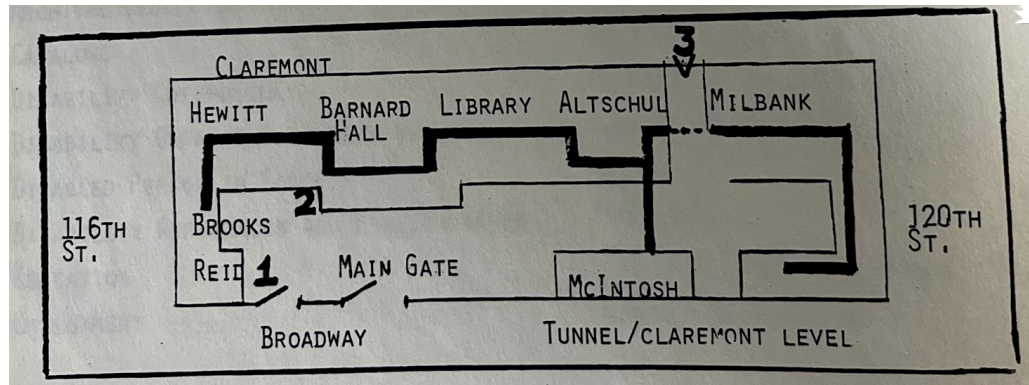 3
CLAREMONT
HEWITT
BARNARD
HALL
LIBRARY
ALTSCHUL
MILBANK
2
116TH
ST.
BROOKS
120TH
ST.
REID
1
MAIN GATE
MCINTOSH
BROADWAY
TUNNEL/CLAREMONT LEVEL